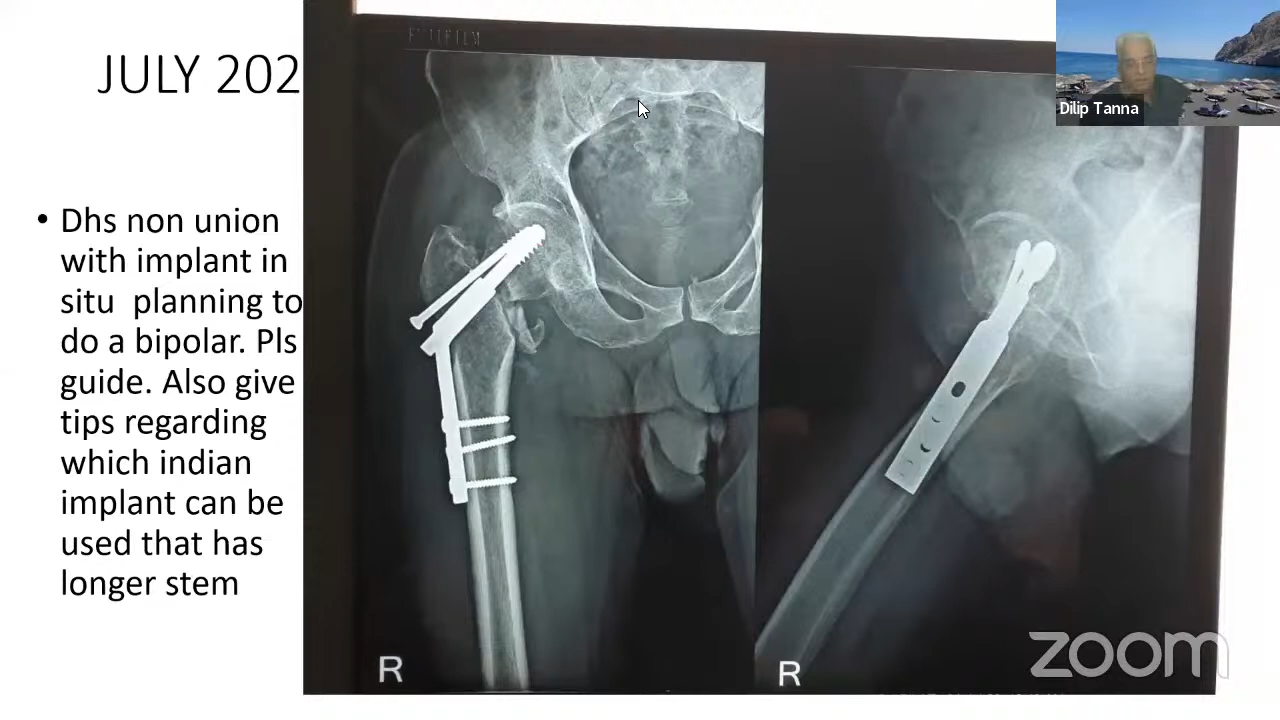 JULY 202
• Dhs non union
with implant in
situ planning to
do a bipolar. Pls
guide. Also give
tips regarding
which indian
implant can be
used that has
longer stem
FUJIFILM
R
R
Dilip Tanna
zoom